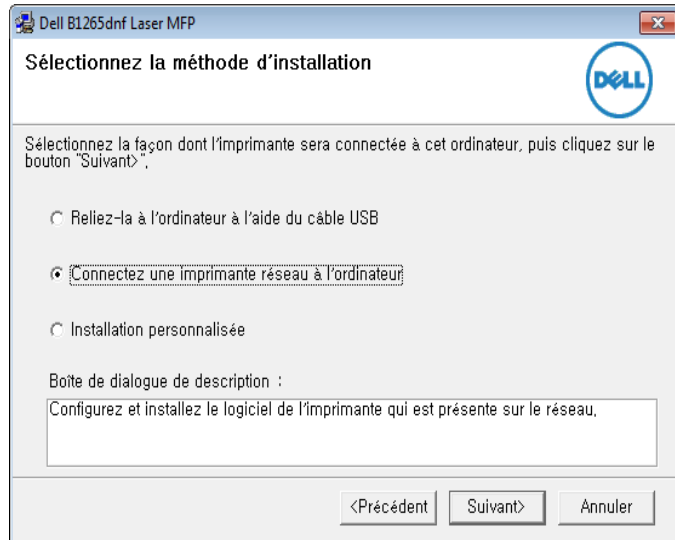 Dell B1265dnf Laser MFP
Sélectionnez la méthode d'installation
DELL
Sélectionnez la façon dont l'imprimante sera connectée à cet ordinateur, puis cliquez sur le
bouton "Suivant>",
Reliez-la à l'ordinateur à l'aide du câble USB
Connectez une imprimante réseau à l'ordinateur
Installation personnalisée
Boîte de dialogue de description :
Configurez et installez le logiciel de l'imprimante qui est présente sur le réseau,
<Précédent Suivant> Annuler